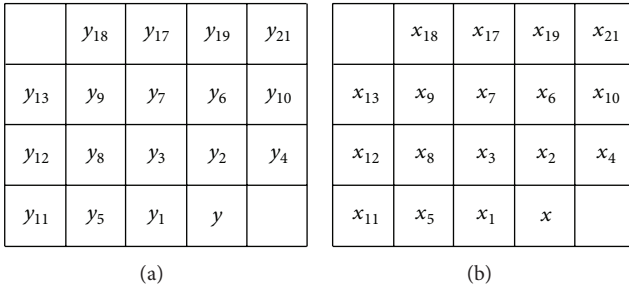 y₁₈ y₁₇ y₁₉ y₂₁
y₁₃ y₉ y₇ y₆ y₁₀
y₁₂ y₈ y₃ y₂ y₄
y₁₁ y₅ y₁ y
(a)
x₁₈ x₁₇ x₁₉ x₂₁
x₁₃ x₉ x₇ x₆ x₁₀
x₁₂ x₈ x₃ x₂ x₄
x₁₁ x₅ x₁ x
(b)